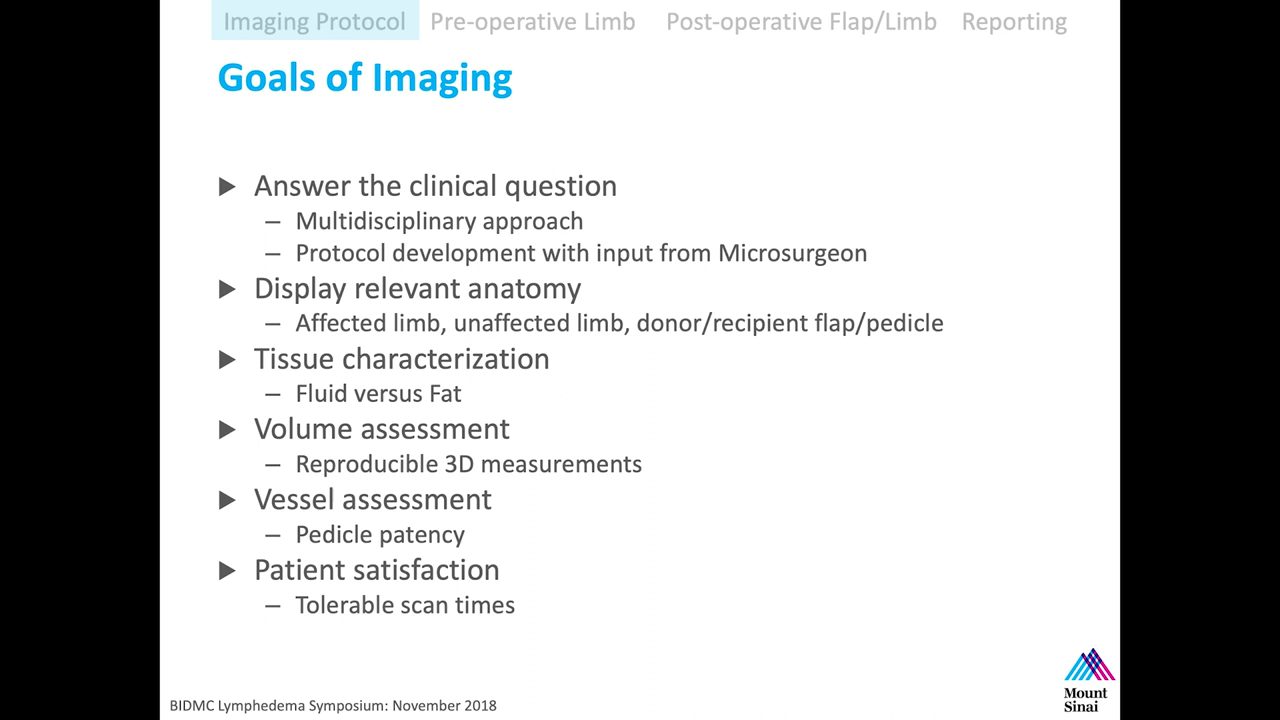 Imaging Protocol Pre-operative Limb Post-operative Flap/Limb Reporting
Goals of Imaging
▶ Answer the clinical question
– Multidisciplinary approach
– Protocol development with input from Microsurgeon
▶ Display relevant anatomy
– Affected limb, unaffected limb, donor/recipient flap/pedicle
▶ Tissue characterization
– Fluid versus Fat
▶ Volume assessment
– Reproducible 3D measurements
▶ Vessel assessment
– Pedicle patency
▶ Patient satisfaction
– Tolerable scan times
Mount
Sinai
BIDMC Lymphedema Symposium: November 2018